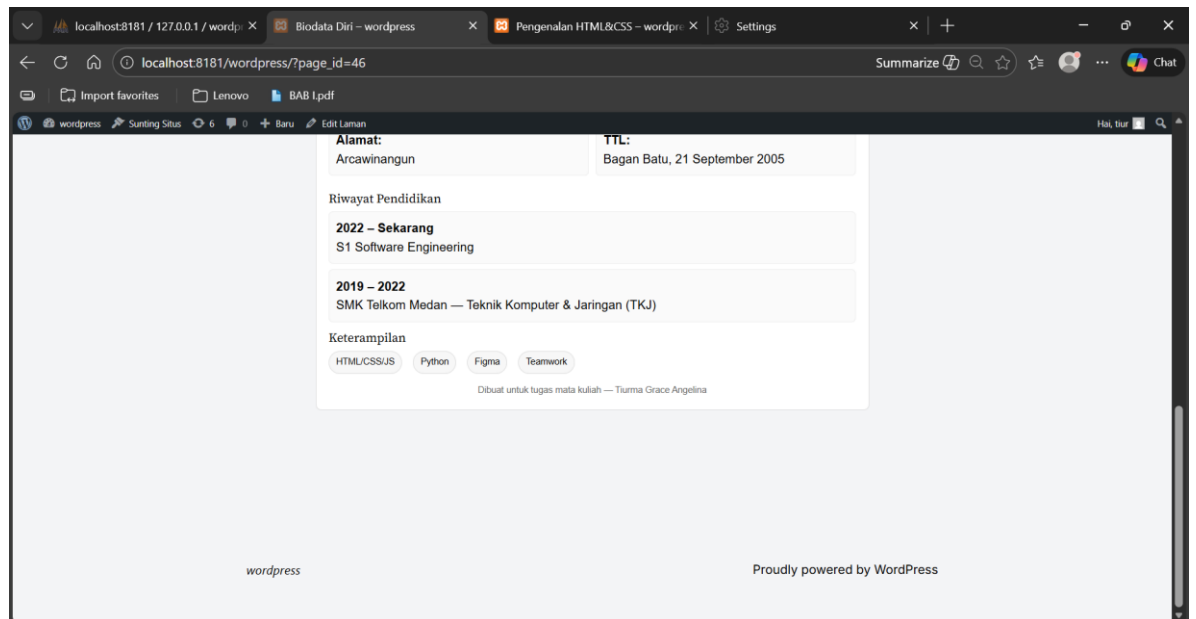 localhost:8181 / 127.0.0.1 / wordpr
Biodata Diri – wordpress
Pengenalan HTML&CSS – wordpre
Settings
localhost:8181/wordpress/?page_id=46
Summarize
Chat
Import favorites
Lenovo
BAB I.pdf
wordpress
Sunting Situs
6
0
Baru
Edit Laman
Hai, tiur
Alamat:
Arcawinangun
TTL:
Bagan Batu, 21 September 2005
Riwayat Pendidikan
2022 – Sekarang
S1 Software Engineering
2019 – 2022
SMK Telkom Medan — Teknik Komputer & Jaringan (TKJ)
Keterampilan
HTML/CSS/JS
Python
Figma
Teamwork
Dibuat untuk tugas mata kuliah — Tiurma Grace Angelina
wordpress
Proudly powered by WordPress